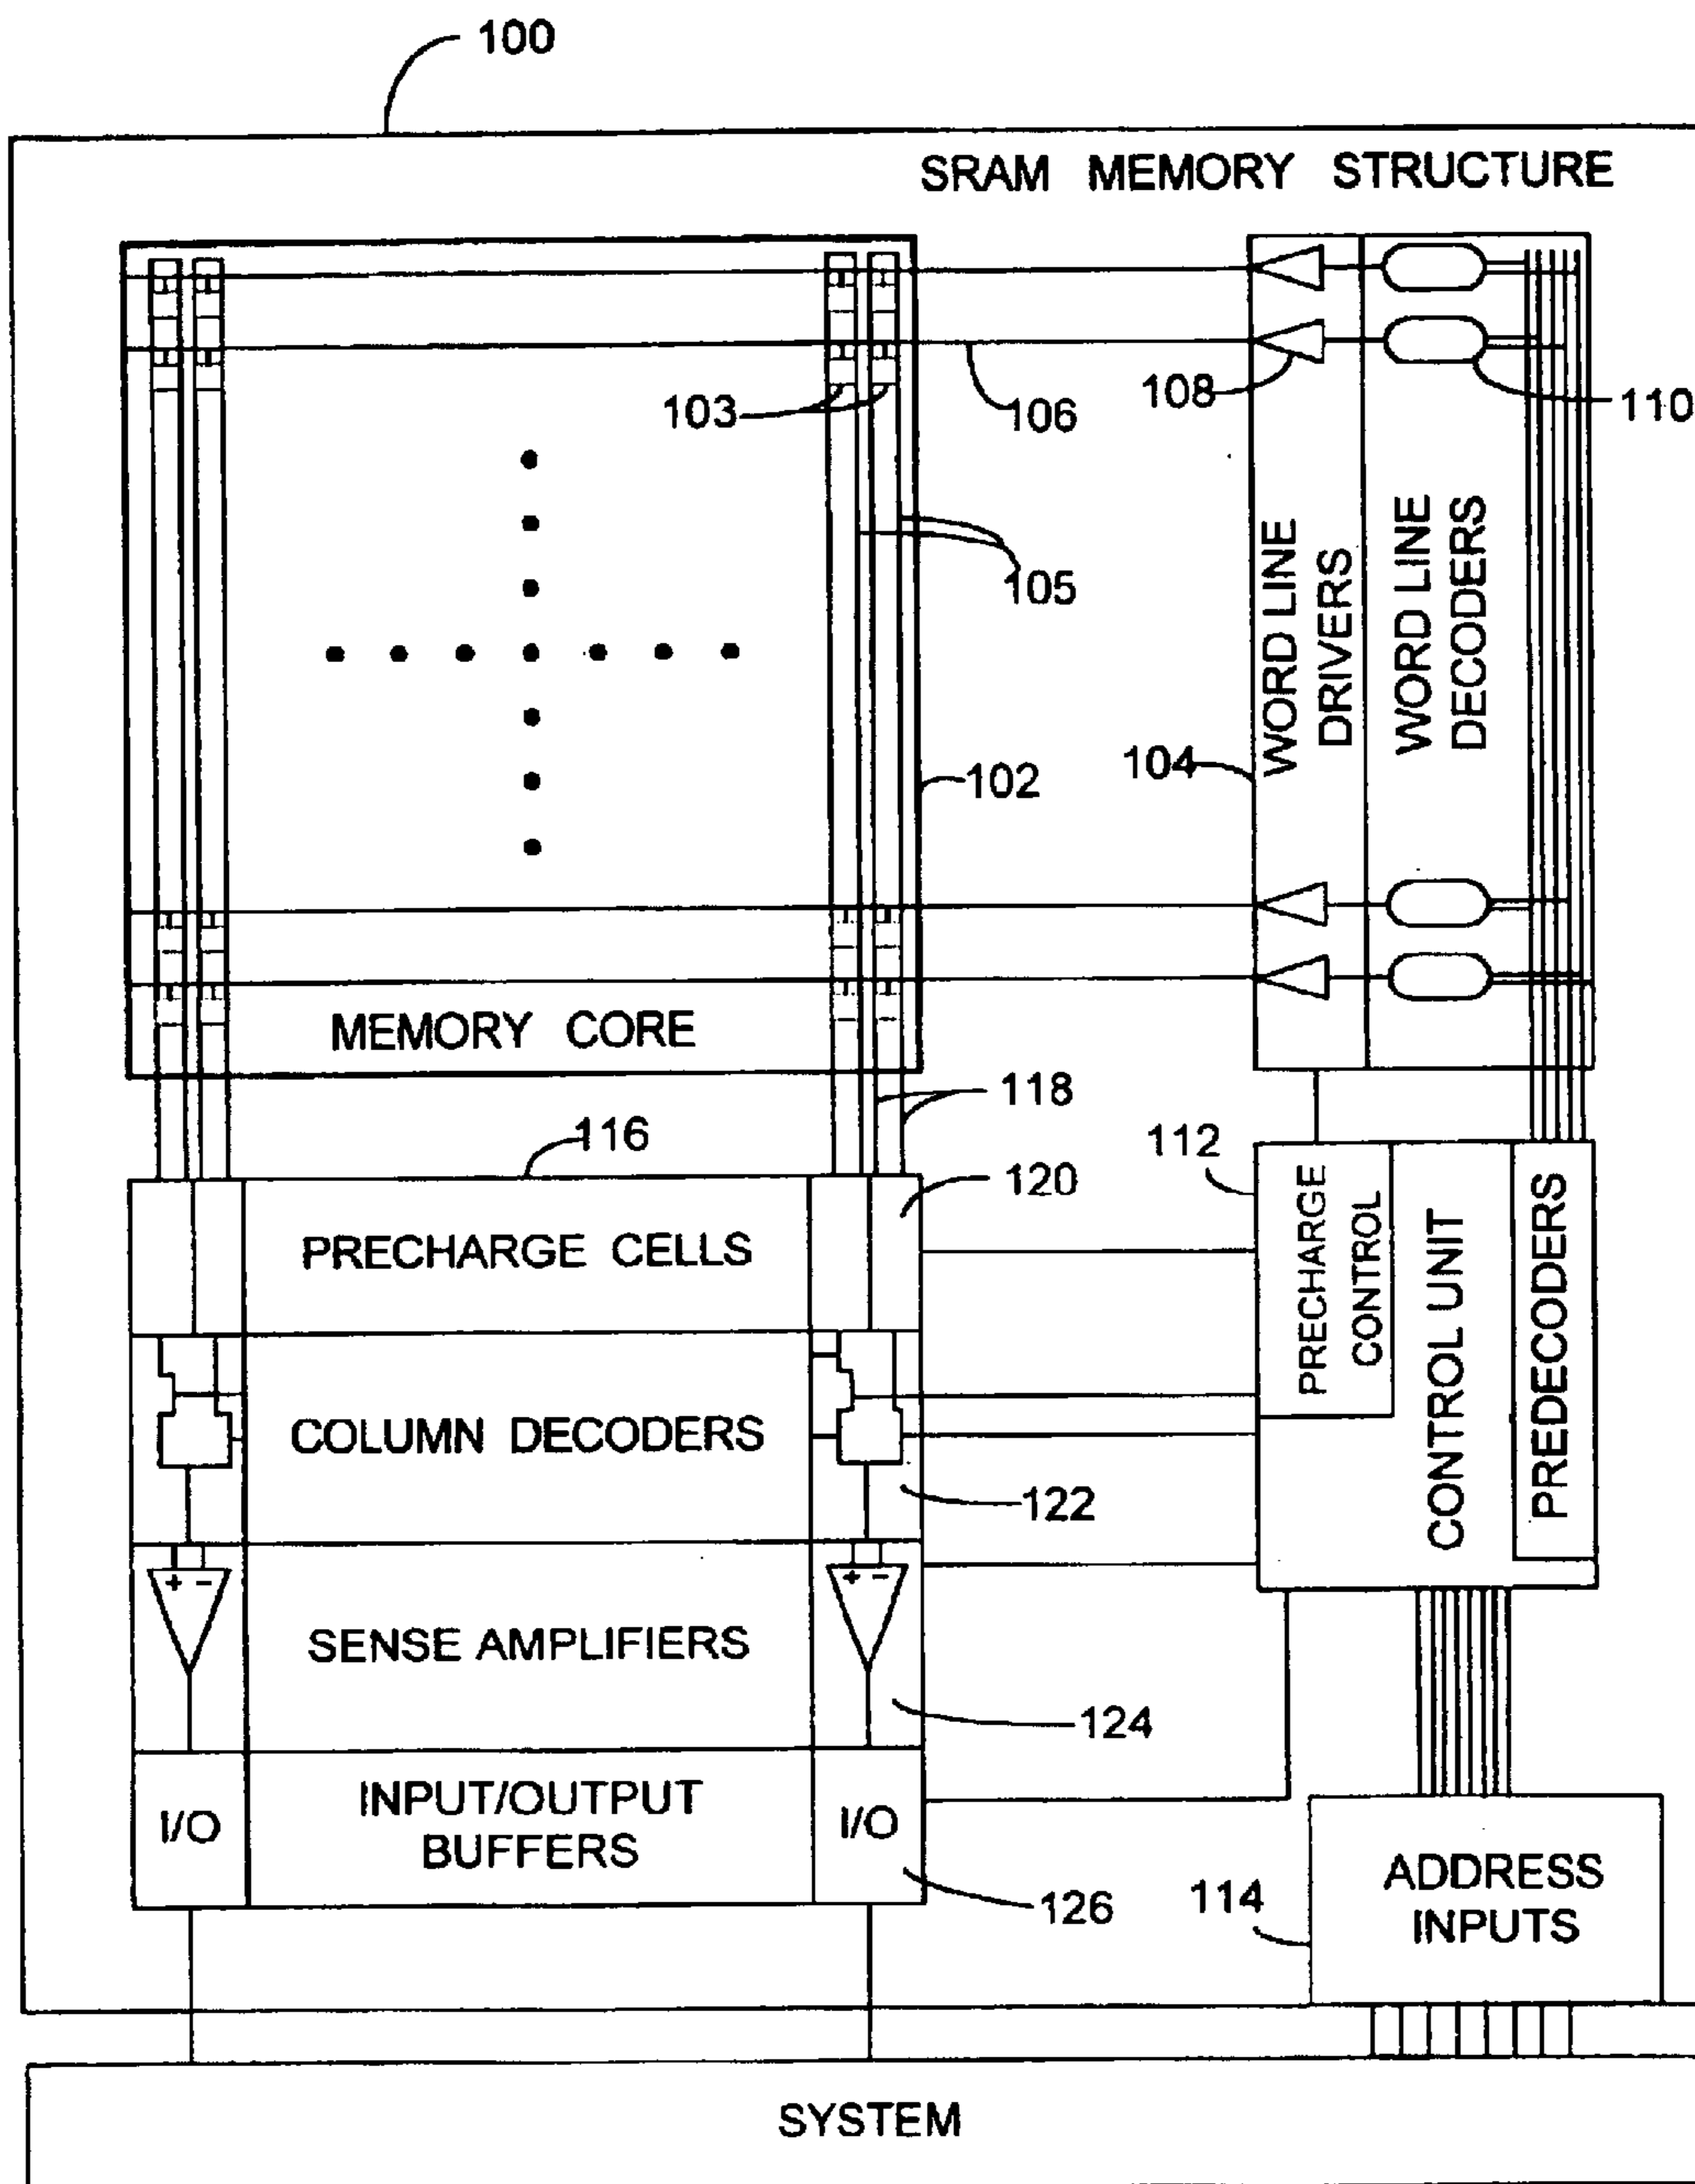 100
SRAM MEMORY STRUCTURE
103
106
108
110
105
WORD LINE
DRIVERS
WORD LINE
DECODERS
104
102
MEMORY CORE
118
116
112
120
PRECHARGE CELLS
PRECHARGE
CONTROL
CONTROL UNIT
PREDECODERS
COLUMN DECODERS
122
+ -
+ -
SENSE AMPLIFIERS
124
I/O
INPUT/OUTPUT
BUFFERS
I/O
126
114
ADDRESS
INPUTS
SYSTEM